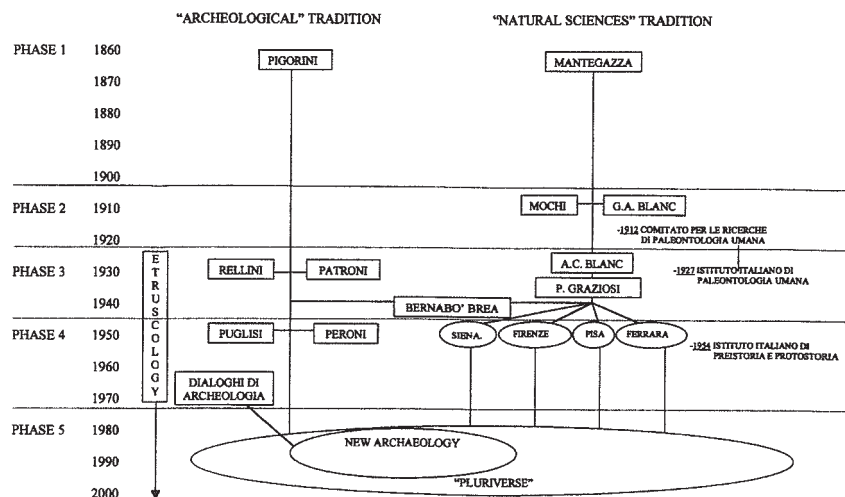 "ARCHEOLOGICAL" TRADITION
"NATURAL SCIENCES" TRADITION
PHASE 1
1860
PIGORINI
MANTEGAZZA
1870
1880
1890
1900
PHASE 2
1910
MOCHI
G.A. BLANC
-1912 COMITATO PER LE RICERCHE
DI PALEONTOLOGIA UMANA
1920
ETRUSCOLOGY
PHASE 3
1930
RELLINI
PATRONI
A.C. BLANC
-1927 ISTITUTO ITALIANO DI
PALEONTOLOGIA UMANA
P. GRAZIOSI
1940
BERNABO' BREA
PHASE 4
1950
PUGLISI
PERONI
SIENA.
FIRENZE
PISA
FERRARA
-1954 ISTITUTO ITALIANO DI
PREISTORIA E PROTOSTORIA
1960
DIALOGHI DI
ARCHEOLOGIA
1970
PHASE 5
1980
NEW ARCHAEOLOGY
1990
"PLURIVERSE"
2000